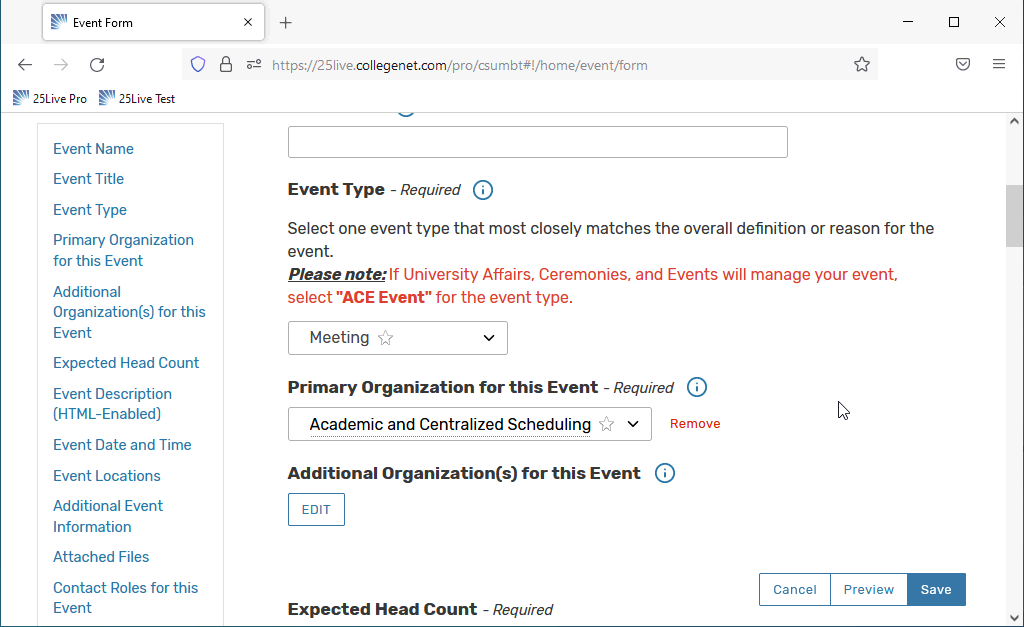 Event Form
https://25live.collegenet.com/pro/csumbt#!/home/event/form
25Live Pro
25Live Test
Event Name
Event Title
Event Type
Primary Organization
for this Event
Additional
Organization(s) for this
Event
Expected Head Count
Event Description
(HTML-Enabled)
Event Date and Time
Event Locations
Additional Event
Information
Attached Files
Contact Roles for this
Event
Event Type - Required
Select one event type that most closely matches the overall definition or reason for the
event.
Please note: If University Affairs, Ceremonies, and Events will manage your event,
select "ACE Event" for the event type.
Meeting
Primary Organization for this Event - Required
Academic and Centralized Scheduling
Remove
Additional Organization(s) for this Event
EDIT
Cancel
Preview
Save
Expected Head Count - Required